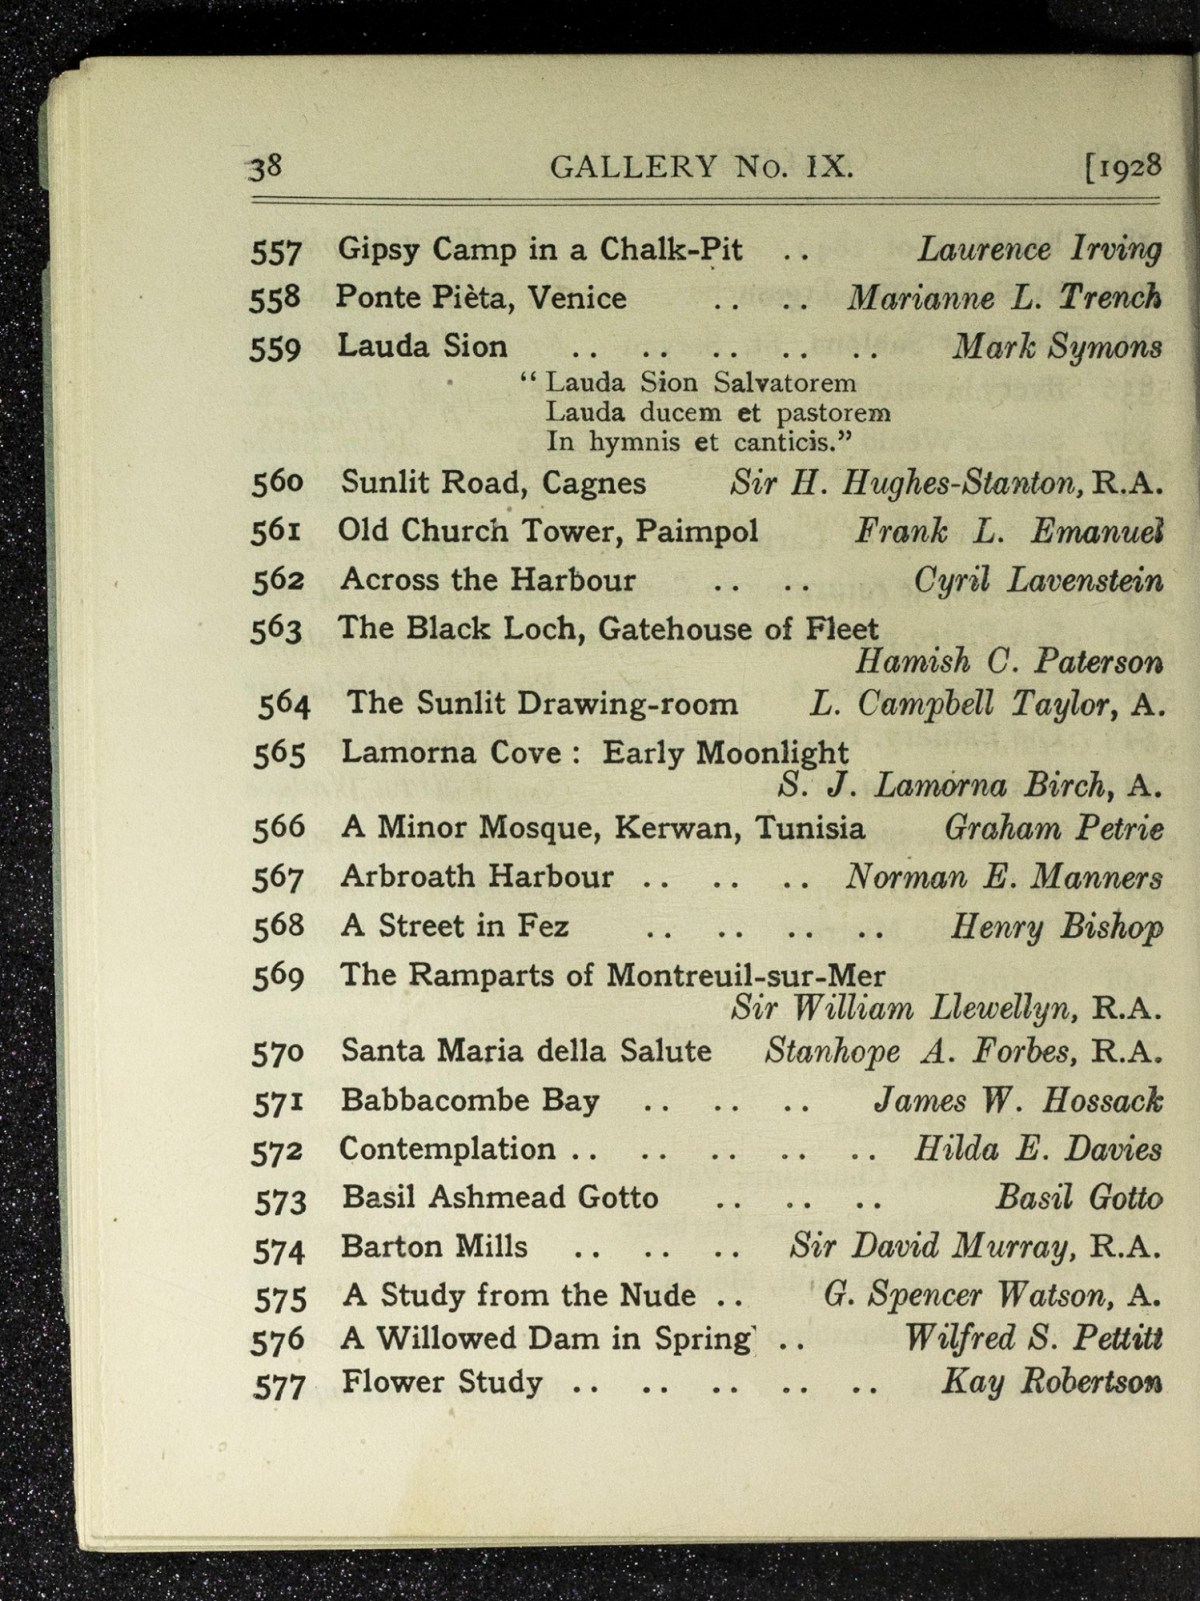 38 GALLERY No. IX. [1928
557 Gipsy Camp in a Chalk-Pit .. Laurence Irving
558 Ponte Pièta, Venice .. .. Marianne L. Trench
559 Lauda Sion .. .. .. .. .. Mark Symons
“ Lauda Sion Salvatorem
Lauda ducem et pastorem
In hymnis et canticis.”
560 Sunlit Road, Cagnes Sir H. Hughes-Stanton, R.A.
561 Old Church Tower, Paimpol Frank L. Emanuel
562 Across the Harbour .. .. Cyril Lavenstein
563 The Black Loch, Gatehouse of Fleet
Hamish C. Paterson
564 The Sunlit Drawing-room L. Campbell Taylor, A.
565 Lamorna Cove : Early Moonlight
S. J. Lamorna Birch, A.
566 A Minor Mosque, Kerwan, Tunisia Graham Petrie
567 Arbroath Harbour .. .. .. Norman E. Manners
568 A Street in Fez .. .. .. .. Henry Bishop
569 The Ramparts of Montreuil-sur-Mer
Sir William Llewellyn, R.A.
570 Santa Maria della Salute Stanhope A. Forbes, R.A.
571 Babbacombe Bay .. .. .. James W. Hossack
572 Contemplation .. .. .. .. .. Hilda E. Davies
573 Basil Ashmead Gotto .. .. .. Basil Gotto
574 Barton Mills .. .. .. Sir David Murray, R.A.
575 A Study from the Nude .. G. Spencer Watson, A.
576 A Willowed Dam in Spring .. Wilfred S. Pettitt
577 Flower Study .. .. .. .. .. Kay Robertson